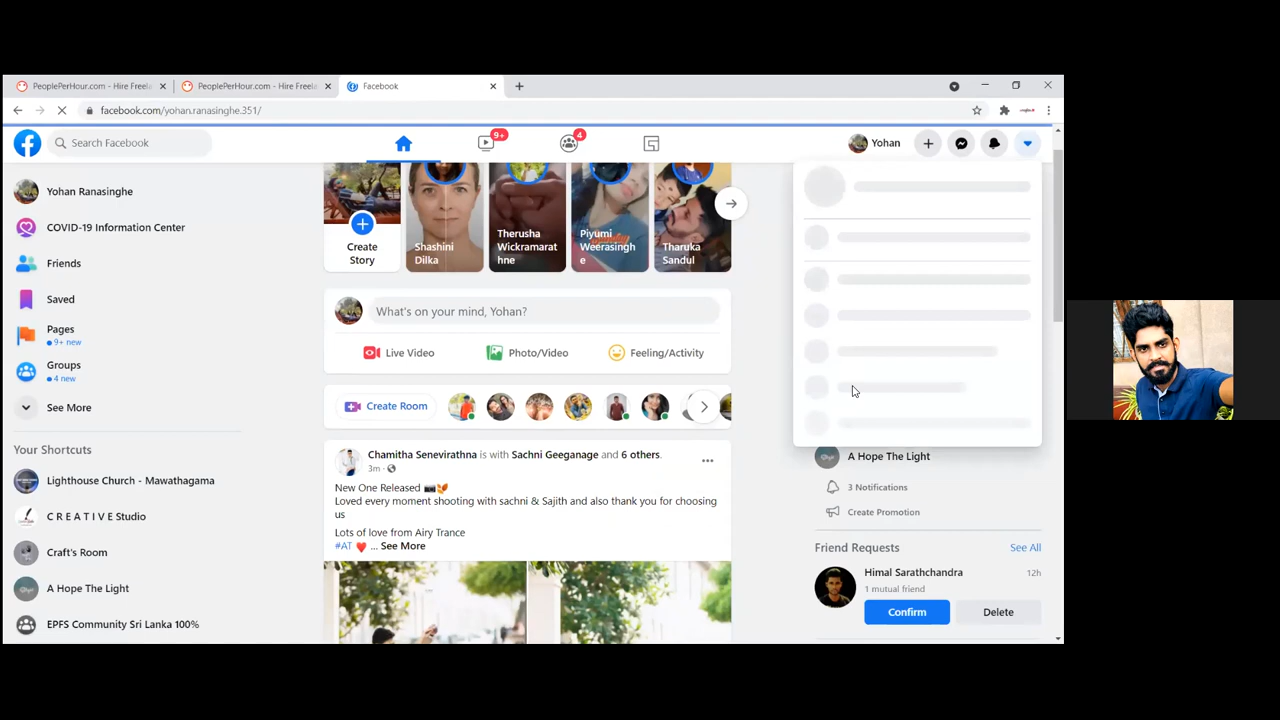 PeoplePerHour.com - Hire Freela
PeoplePerHour.com - Hire Freela
Facebook
facebook.com/yohan.ranasinghe.351/
Search Facebook
9+
4
Yohan
Yohan Ranasinghe
COVID-19 Information Center
Friends
Saved
Pages
9+ new
Groups
4 new
See More
Your Shortcuts
Lighthouse Church - Mawathagama
C R E A T I V E Studio
Craft's Room
A Hope The Light
EPFS Community Sri Lanka 100%
Create
Story
Shashini
Dilka
Therusha
Wickramarat
hne
Piyumi
Weerasingh
e
Tharuka
Sandul
What's on your mind, Yohan?
Live Video
Photo/Video
Feeling/Activity
Create Room
Chamitha Senevirathna is with Sachni Geeganage and 6 others.
3m ·
New One Released 📷🦋
Loved every moment shooting with sachni & Sajith and also thank you for choosing
us
Lots of love from Airy Trance
#AT ❤️ ... See More
A Hope The Light
3 Notifications
Create Promotion
Friend Requests
See All
Himal Sarathchandra
12h
1 mutual friend
Confirm
Delete